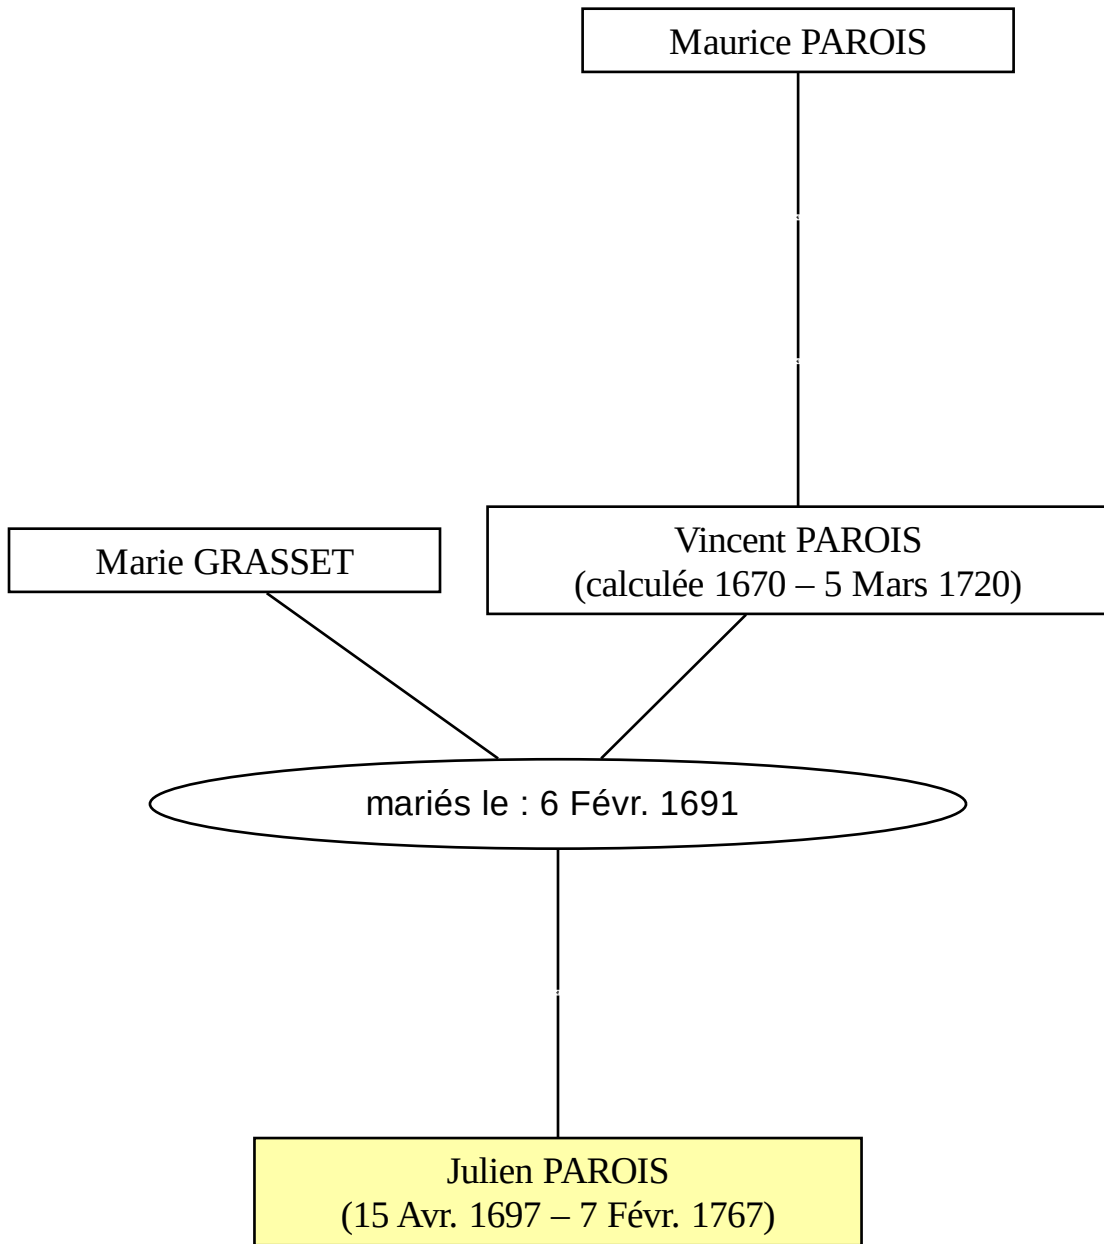 Maurice PAROIS
Marie GRASSET
Vincent PAROIS
(calculée 1670 – 5 Mars 1720)
mariés le : 6 Févr. 1691
Julien PAROIS
(15 Avr. 1697 – 7 Févr. 1767)